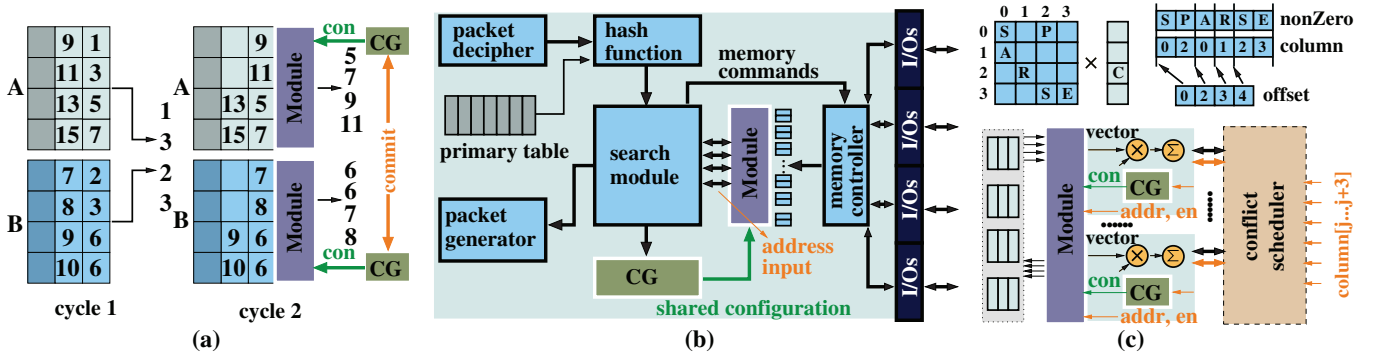 9 1
11 3
13 5
15 7
A
1
3
7 2
8 3
9 6
10 6
B
2
3
cycle 1
9
11
13 5
15 7
A
Module
con
CG
5
7
9
11
commit
7
8
9 6
10 6
B
Module
6
6
7
8
con
CG
cycle 2
(a)
packet decipher
hash function
memory commands
primary table
search module
Module
memory controller
packet generator
address input
CG
shared configuration
I/Os
I/Os
I/Os
I/Os
(b)
0 1 2 3
0 S P
1 A
2 R
3 S E
×
C
S P A R S E nonZero
0 2 0 1 2 3 column
0 2 3 4 offset
Module
vector
× Σ
con
CG
addr, en
vector
× Σ
con
CG
addr, en
conflict scheduler
column[j...j+3]
(c)